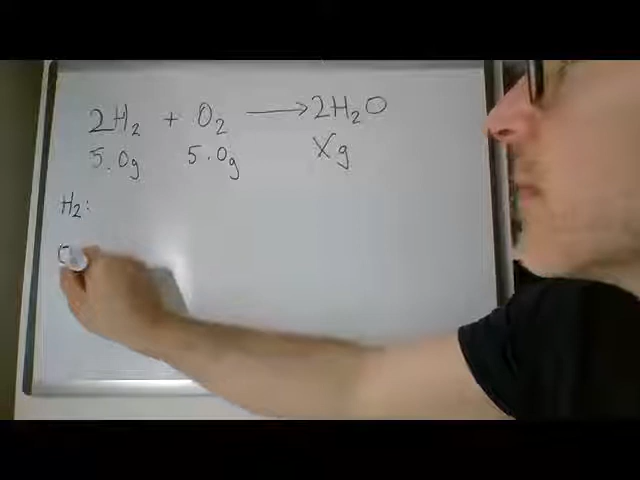 2H₂ + O₂ ⟶ 2H₂O
5.0g 5.0g Xg
H₂: